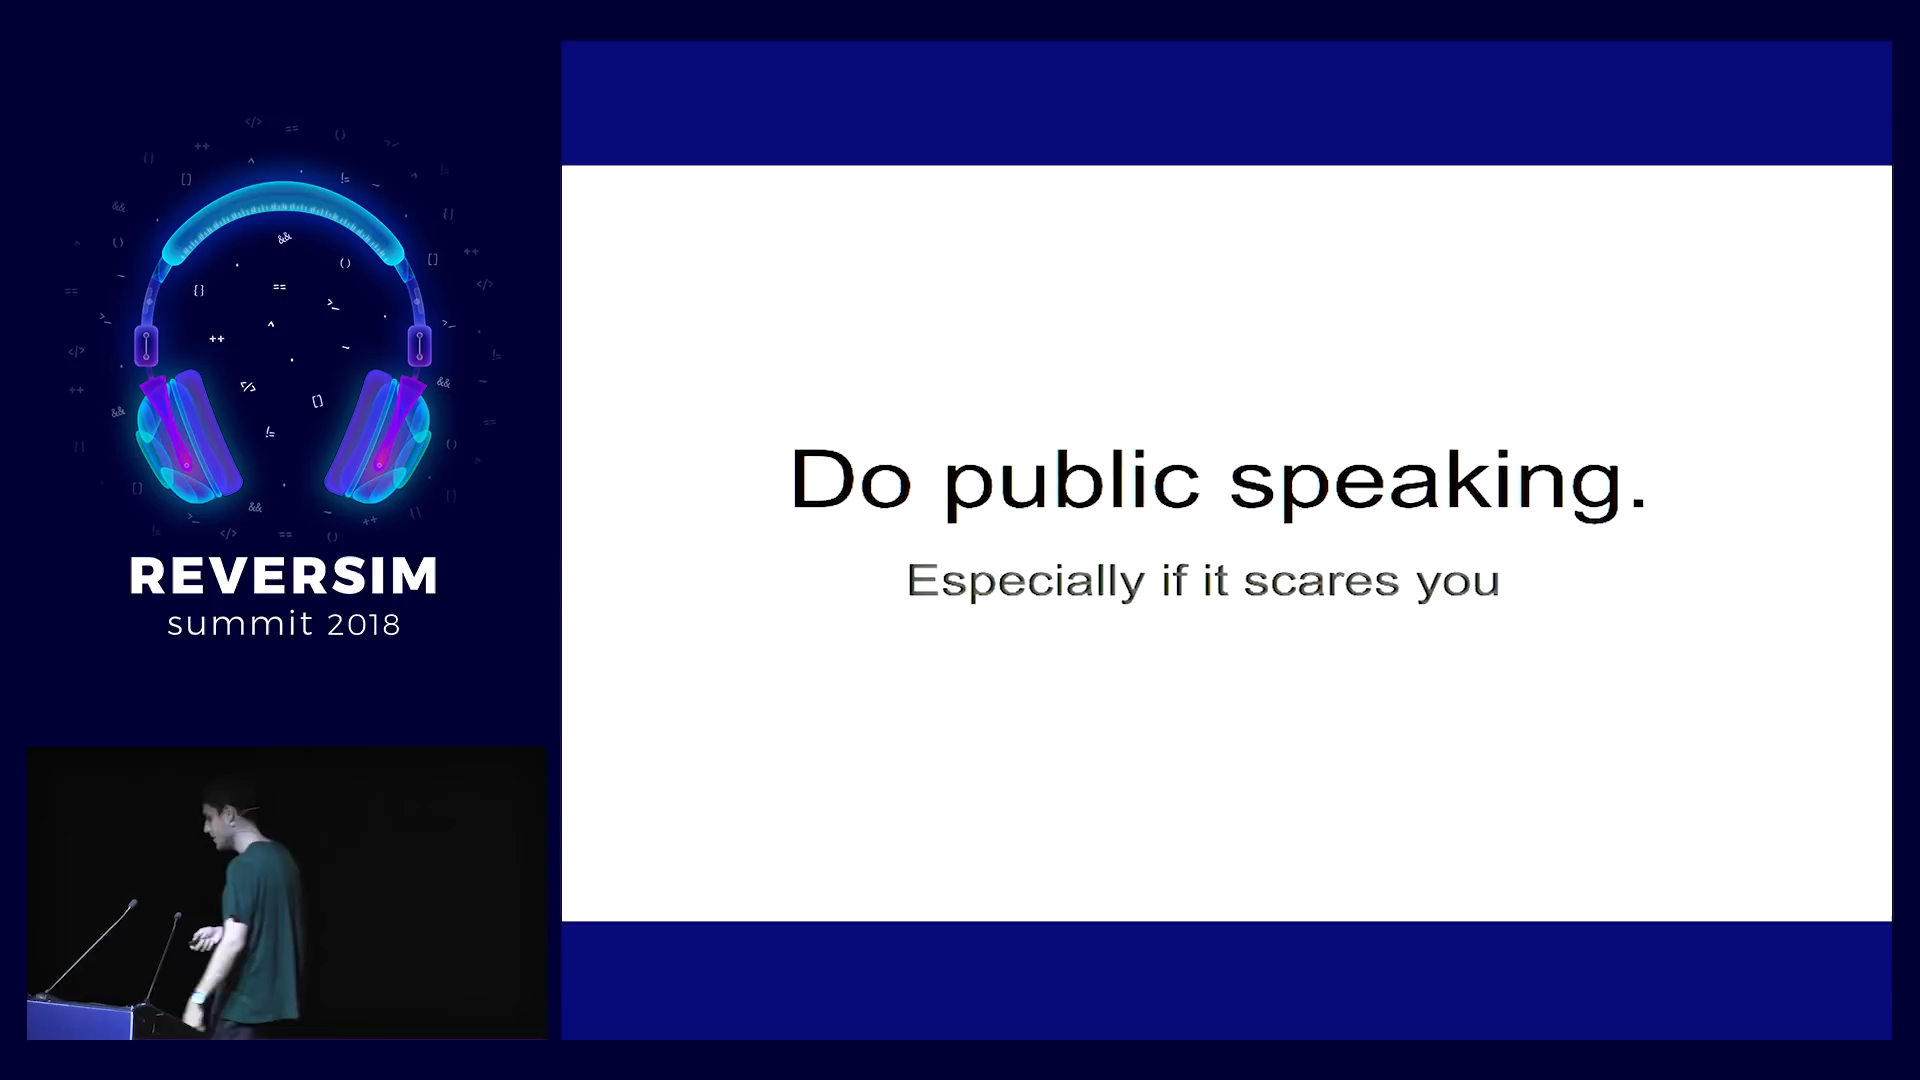 REVERSIM
summit 2018
Do public speaking.
Especially if it scares you